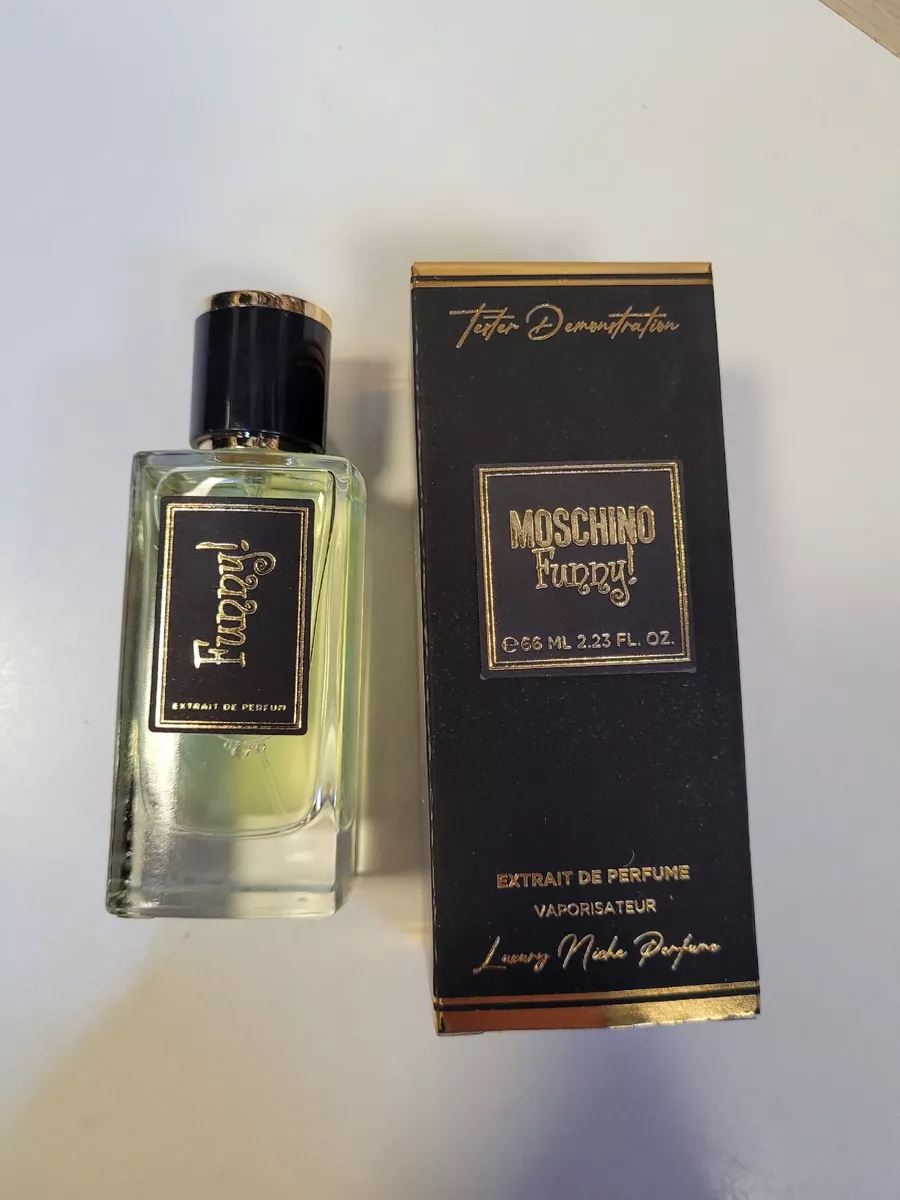 Funny!
EXTRAIT DE PERFUM
Tester Demonstration
MOSCHINO
Funny!
℮66 ML 2.23 FL. OZ.
EXTRAIT DE PERFUME
VAPORISATEUR
Luxury Niche Perfume